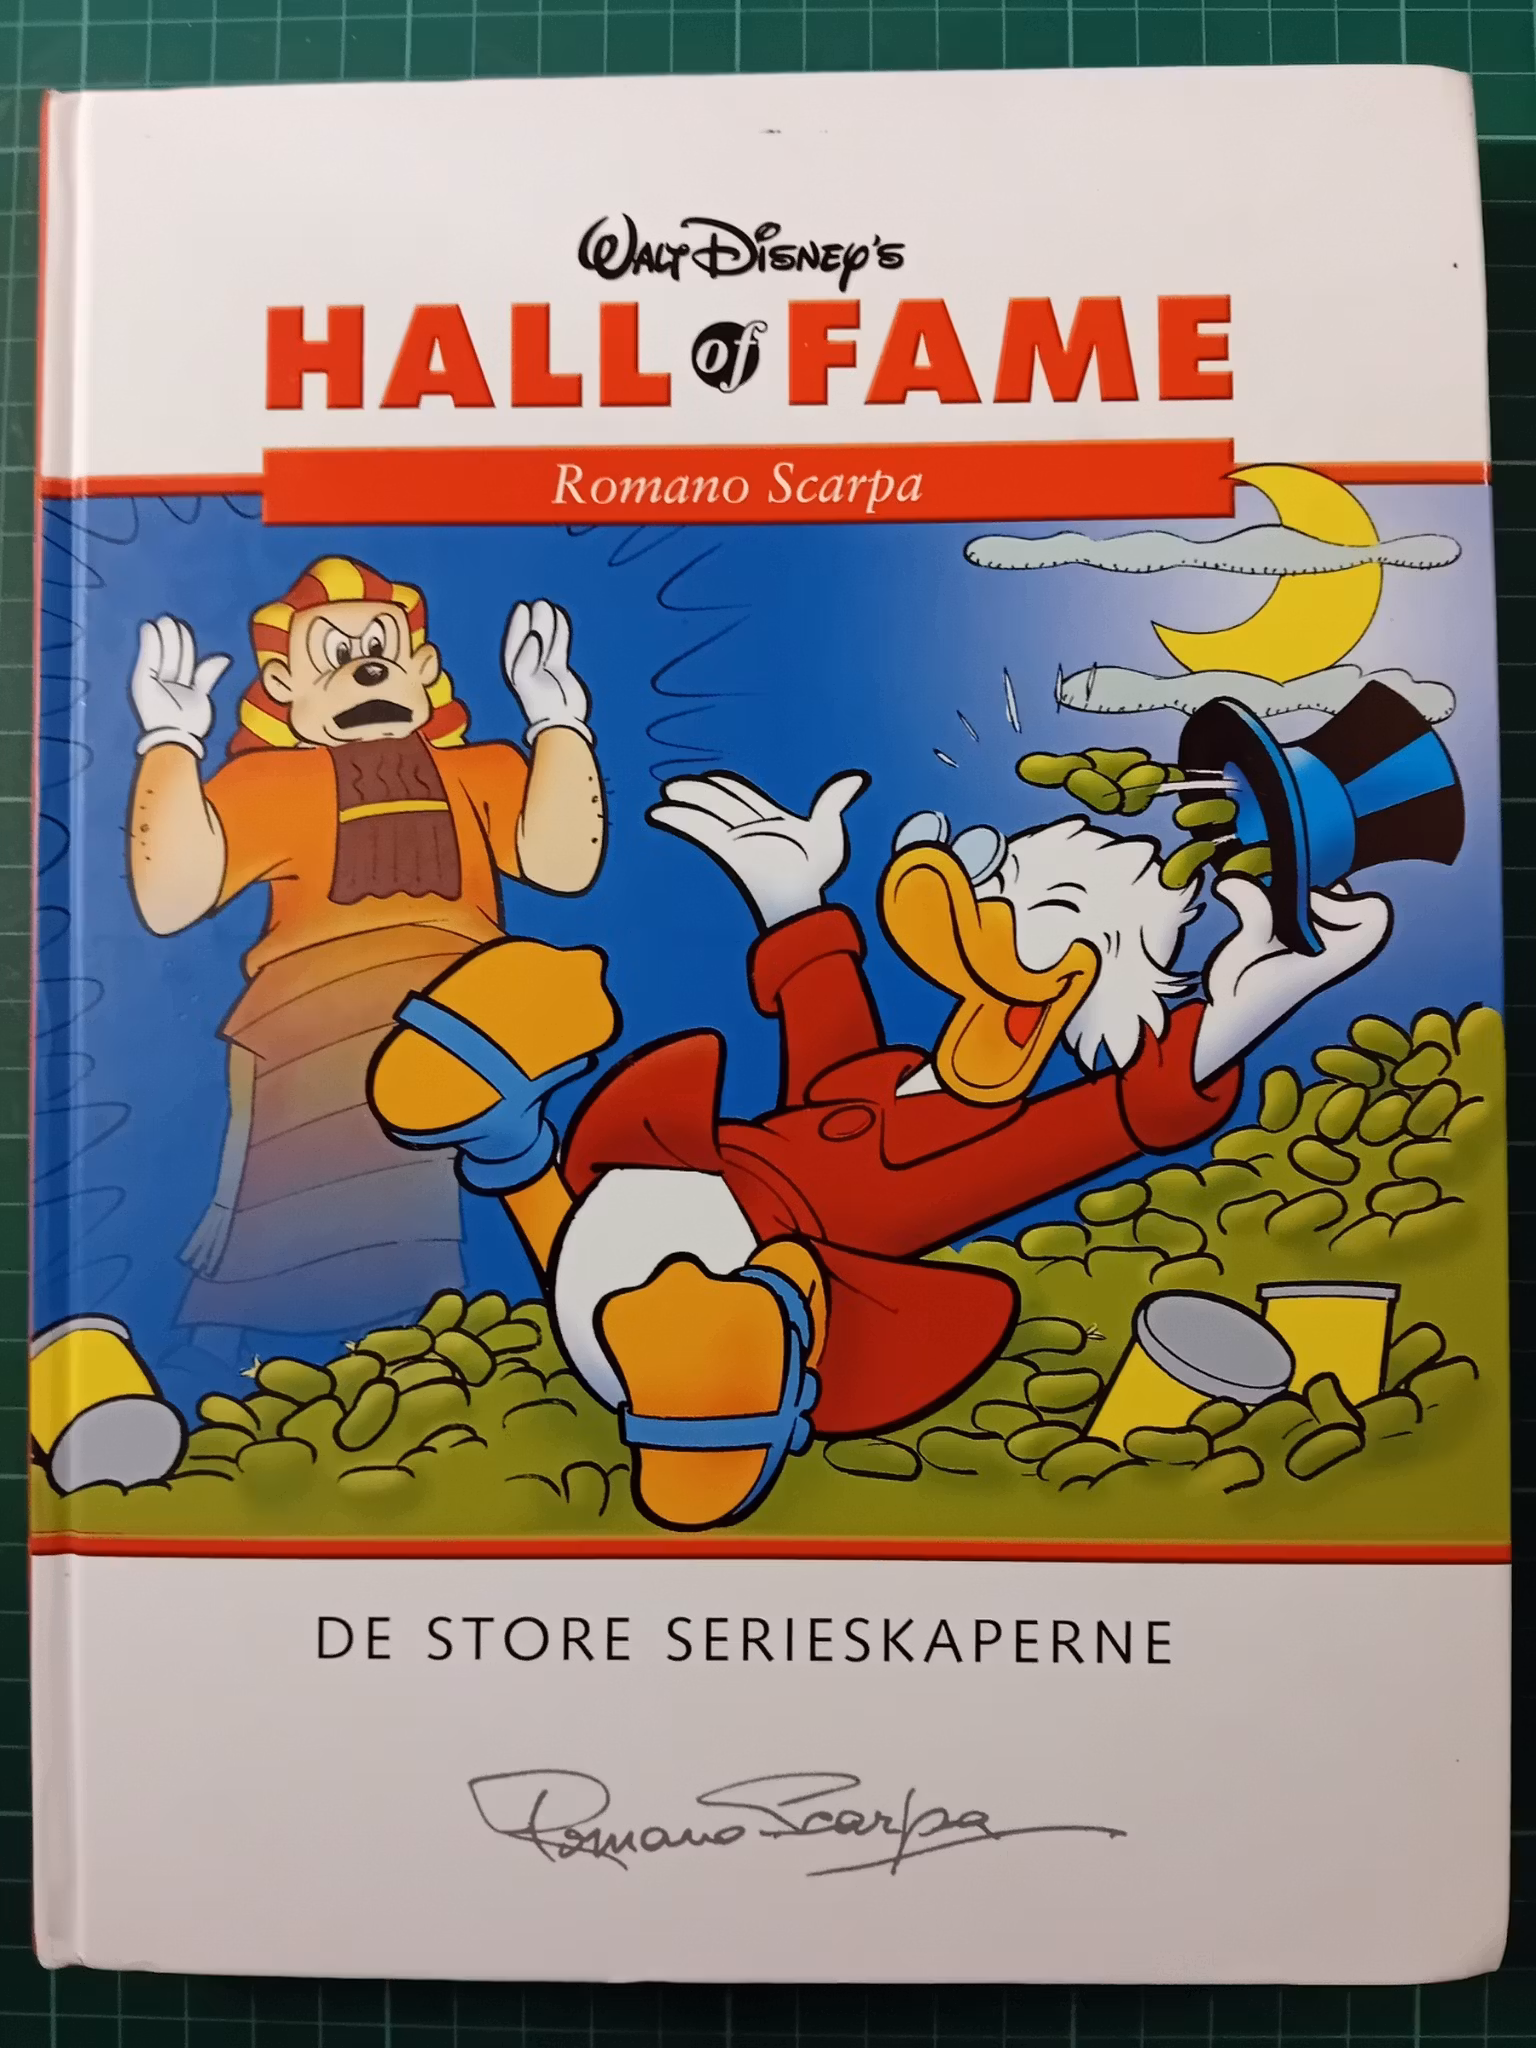 WALT DISNEY'S
HALL of FAME
Romano Scarpa
DE STORE SERIESKAPERNE
Romano Scarpa